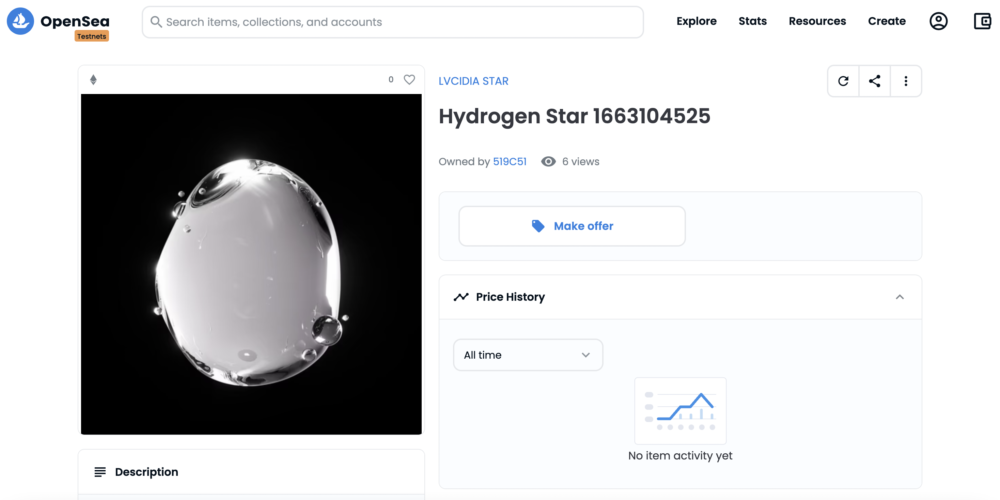 OpenSea
Testnets
Search items, collections, and accounts
Explore
Stats
Resources
Create
0
LVCIDIA STAR
Hydrogen Star 1663104525
Owned by 519C51
6 views
Make offer
Price History
All time
No item activity yet
Description